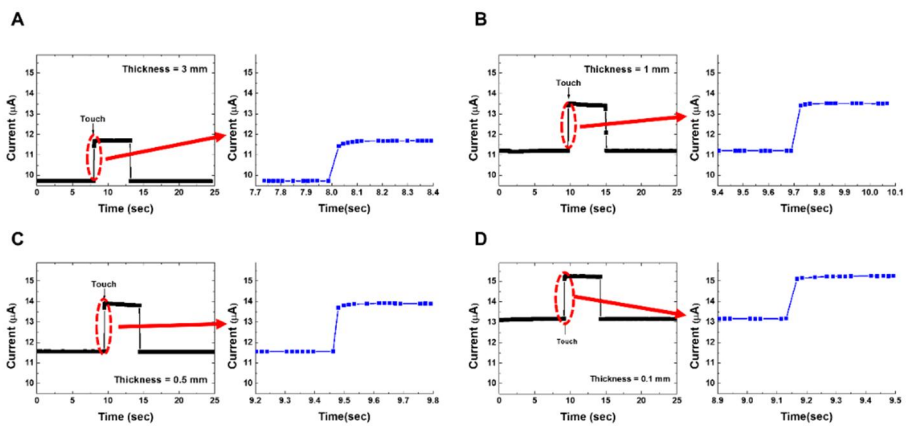 A
Thickness = 3 mm
Touch
Current (µA)
15
14
13
12
11
10
9
0 5 10 15 20 25
Time (sec)
Current (µA)
15
14
13
12
11
10
7.7 7.8 7.9 8.0 8.1 8.2 8.3 8.4
Time(sec)
B
Thickness = 1 mm
Touch
Current (µA)
15
14
13
12
11
10
0 5 10 15 20 25
Time (sec)
Current (µA)
15
14
13
12
11
10
9.4 9.5 9.6 9.7 9.8 9.9 10.0 10.1
Time(sec)
C
Touch
Thickness = 0.5 mm
Current (µA)
15
14
13
12
11
10
0 5 10 15 20 25
Time (sec)
Current (µA)
15
14
13
12
11
10
9.2 9.3 9.4 9.5 9.6 9.7 9.8
Time(sec)
D
Touch
Thickness = 0.1 mm
Current (µA)
15
14
13
12
11
10
0 5 10 15 20 25
Time (sec)
Current (µA)
15
14
13
12
11
10
8.9 9.0 9.1 9.2 9.3 9.4 9.5
Time(sec)